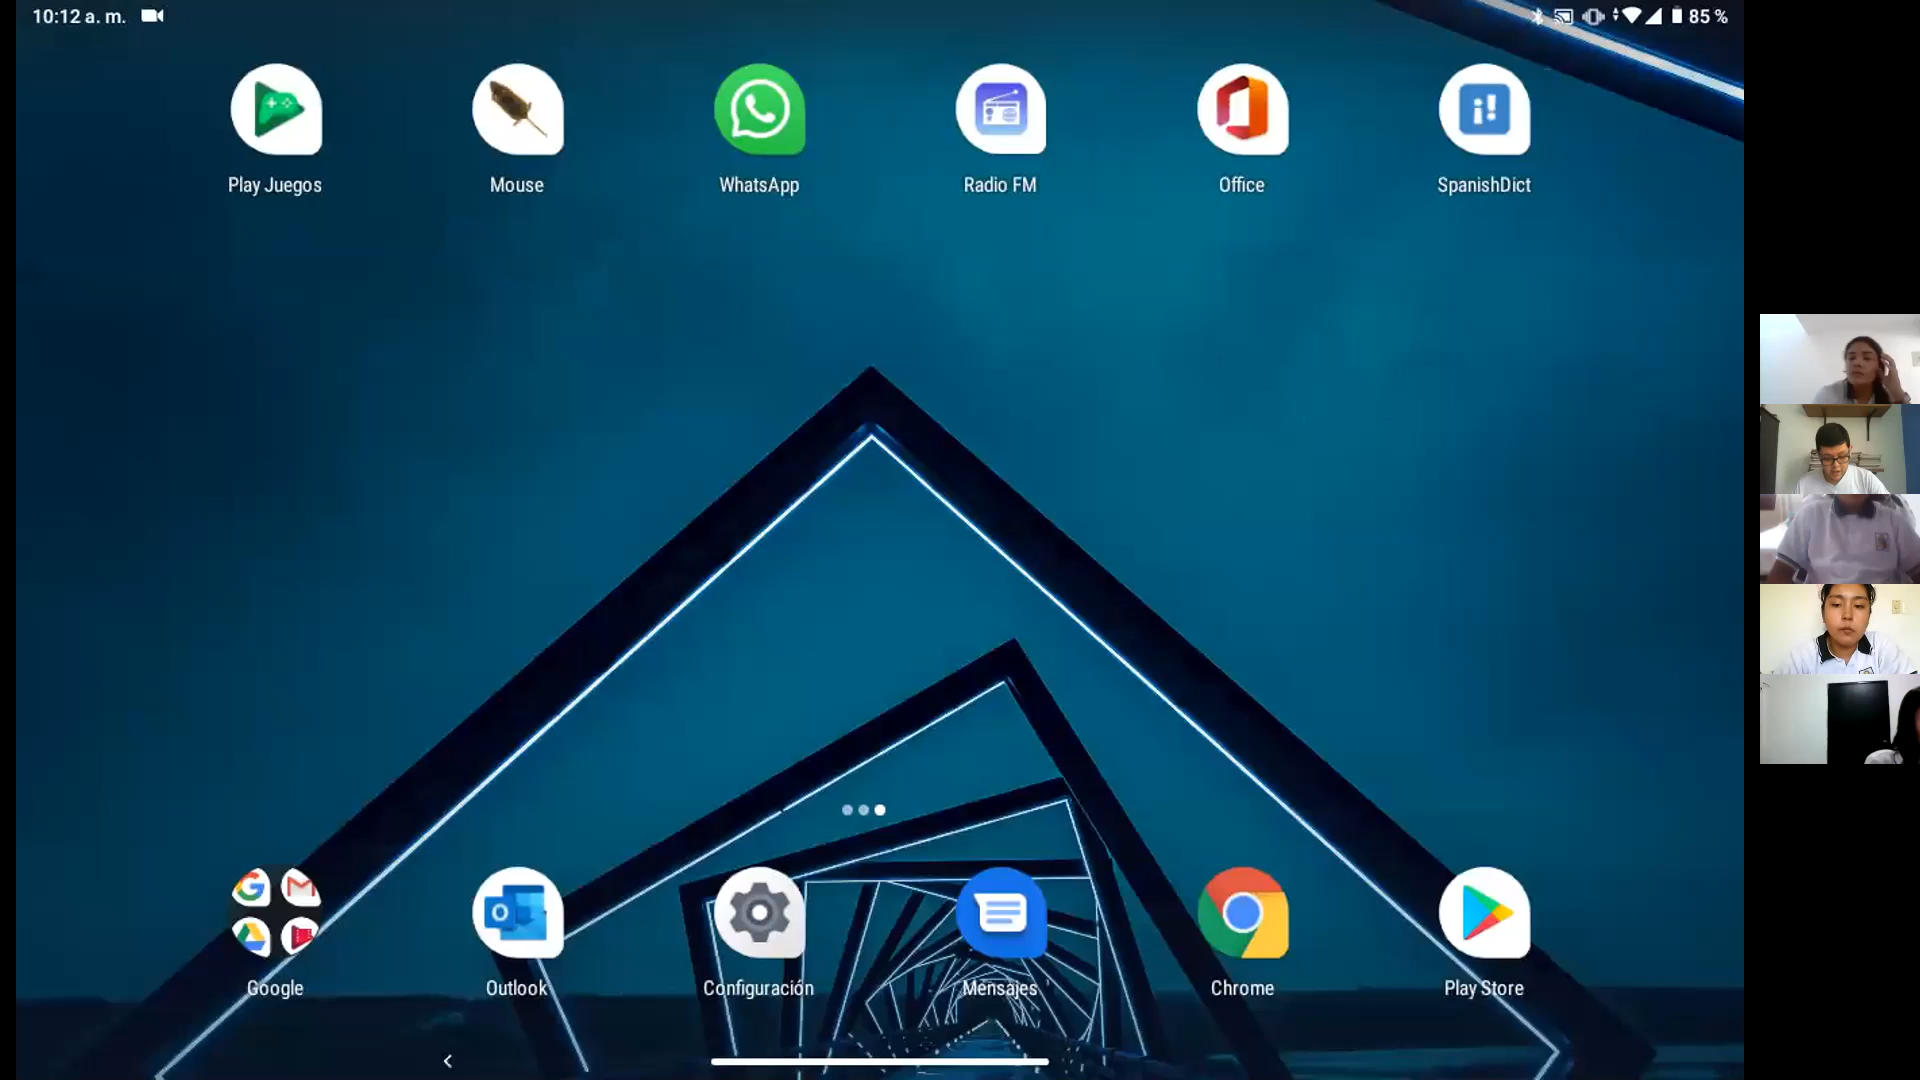 10:12 a. m. 85 %
Play Juegos Mouse WhatsApp Radio FM Office SpanishDict
Google Outlook Configuración Mensajes Chrome Play Store